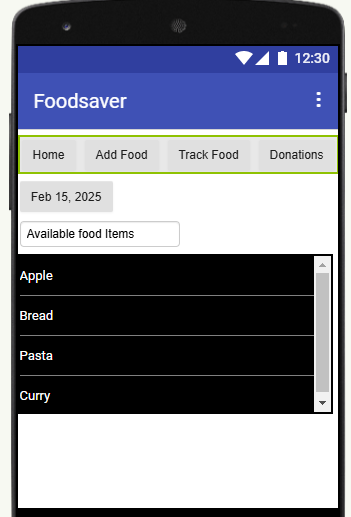 12:30
Foodsaver
Home Add Food Track Food Donations
Feb 15, 2025
Available food Items
Apple
Bread
Pasta
Curry